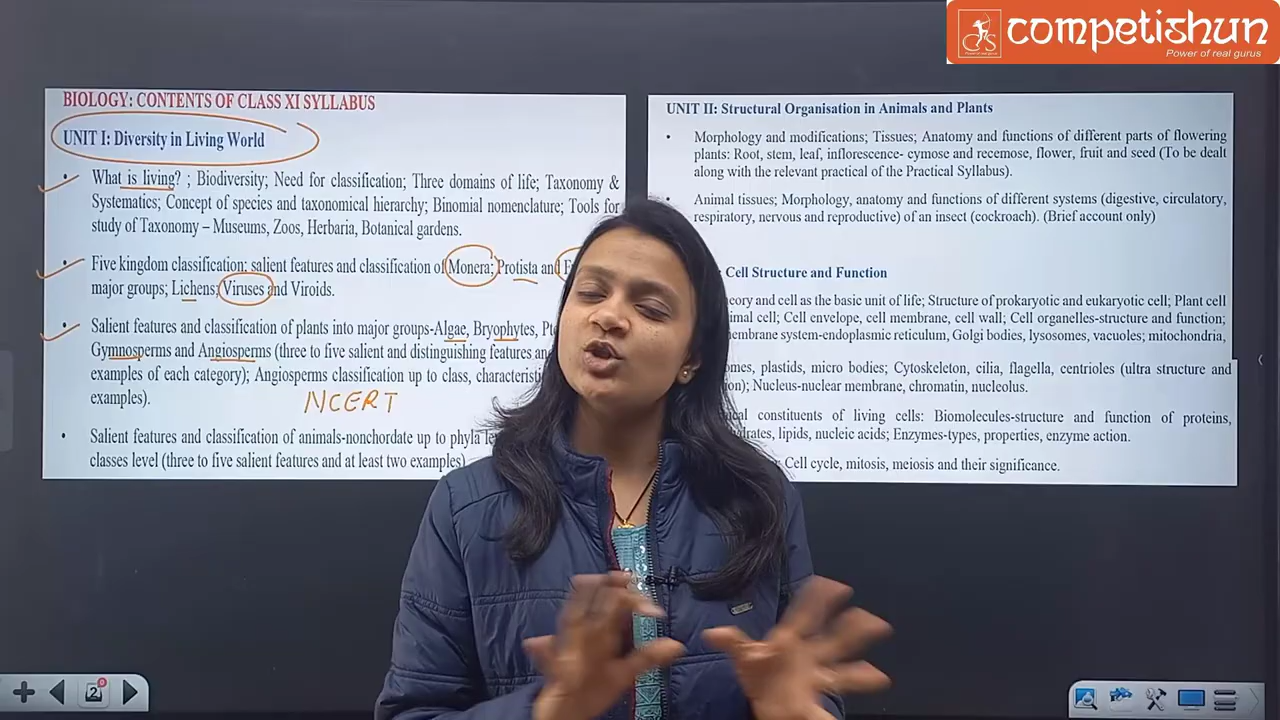 competishun
Power of real gurus
BIOLOGY: CONTENTS OF CLASS XI SYLLABUS
UNIT I: Diversity in Living World
• What is living? ; Biodiversity; Need for classification; Three domains of life; Taxonomy &
Systematics; Concept of species and taxonomical hierarchy; Binomial nomenclature; Tools for
study of Taxonomy – Museums, Zoos, Herbaria, Botanical gardens.
• Five kingdom classification; salient features and classification of Monera; Protista and
major groups; Lichens; Viruses and Viroids.
• Salient features and classification of plants into major groups-Algae, Bryophytes,
Gymnosperms and Angiosperms (three to five salient and distinguishing features and
examples of each category); Angiosperms classification up to class,
examples).
NCERT
• Salient features and classification of animals-nonchordate up to phyla
classes level (three to five salient features and at least two examples)
UNIT II: Structural Organisation in Animals and Plants
• Morphology and modifications; Tissues; Anatomy and functions of different parts of flowering
plants: Root, stem, leaf, inflorescence- cymose and recemose, flower, fruit and seed (To be dealt
along with the relevant practical of the Practical Syllabus).
• Animal tissues; Morphology, anatomy and functions of different systems (digestive, circulatory,
respiratory, nervous and reproductive) of an insect (cockroach). (Brief account only)
Cell Structure and Function
and cell as the basic unit of life; Structure of prokaryotic and eukaryotic cell; Plant cell
cell; Cell envelope, cell membrane, cell wall; Cell organelles-structure and function;
system-endoplasmic reticulum, Golgi bodies, lysosomes, vacuoles; mitochondria,
plastids, micro bodies; Cytoskeleton, cilia, flagella, centrioles (ultra structure and
Nucleus-nuclear membrane, chromatin, nucleolus.
constituents of living cells: Biomolecules-structure and function of proteins,
lipids, nucleic acids; Enzymes-types, properties, enzyme action.
Cell cycle, mitosis, meiosis and their significance.
2